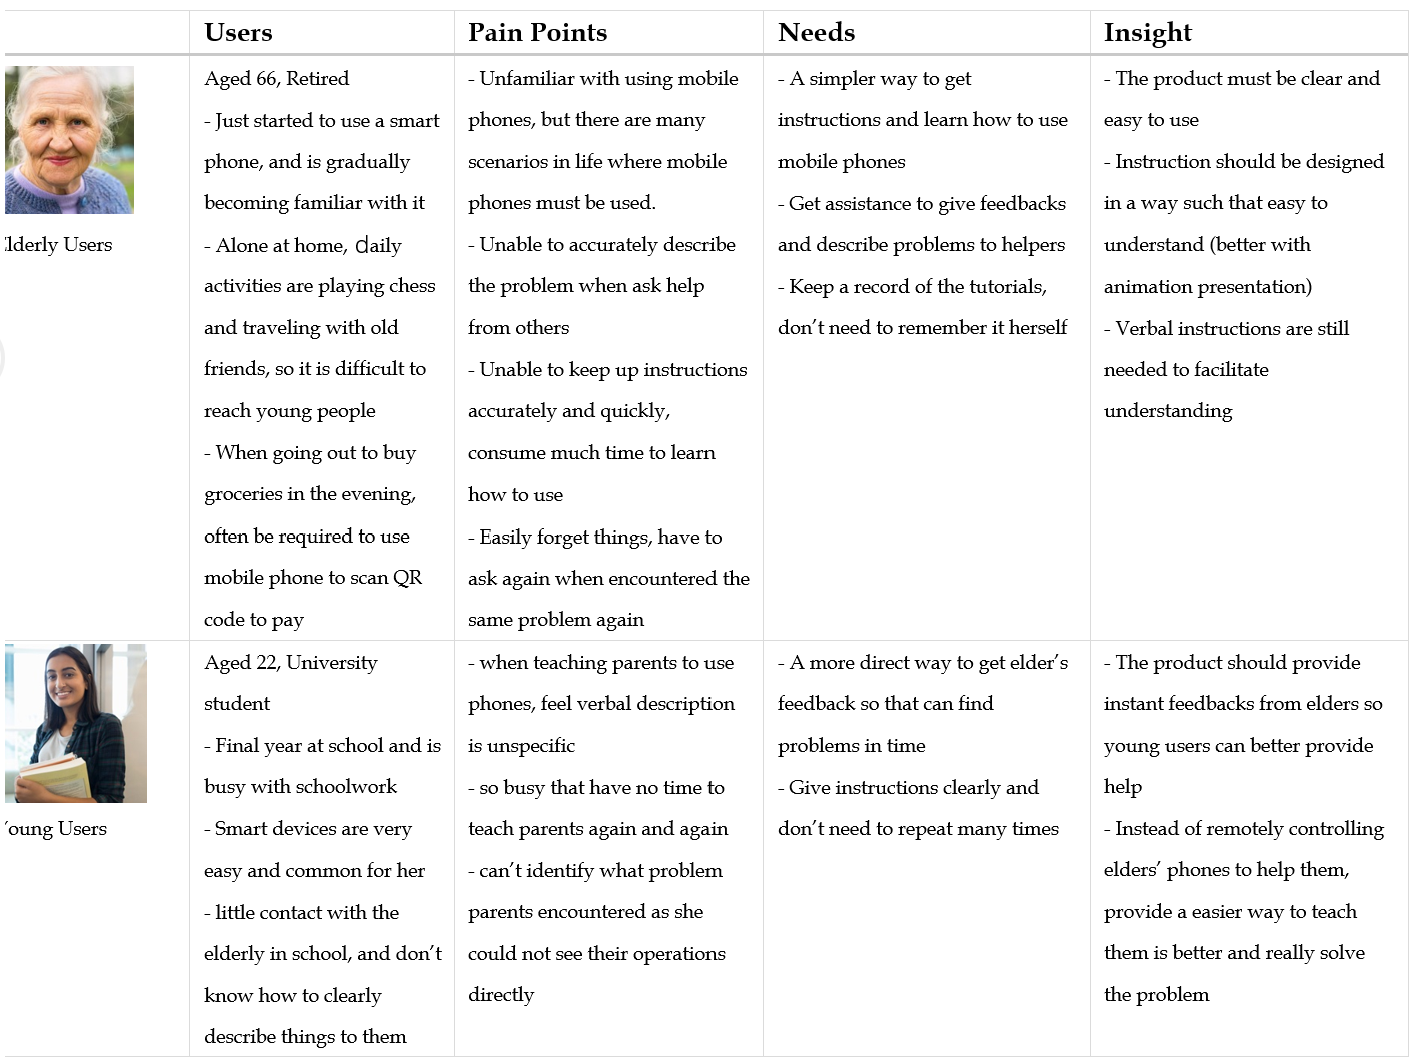 Users
Pain Points
Needs
Insight
lderly Users
Aged 66, Retired
- Just started to use a smart
phone, and is gradually
becoming familiar with it
- Alone at home, daily
activities are playing chess
and traveling with old
friends, so it is difficult to
reach young people
- When going out to buy
groceries in the evening,
often be required to use
mobile phone to scan QR
code to pay
- Unfamiliar with using mobile
phones, but there are many
scenarios in life where mobile
phones must be used.
- Unable to accurately describe
the problem when ask help
from others
- Unable to keep up instructions
accurately and quickly,
consume much time to learn
how to use
- Easily forget things, have to
ask again when encountered the
same problem again
- A simpler way to get
instructions and learn how to use
mobile phones
- Get assistance to give feedbacks
and describe problems to helpers
- Keep a record of the tutorials,
don’t need to remember it herself
- The product must be clear and
easy to use
- Instruction should be designed
in a way such that easy to
understand (better with
animation presentation)
- Verbal instructions are still
needed to facilitate
understanding
oung Users
Aged 22, University
student
- Final year at school and is
busy with schoolwork
- Smart devices are very
easy and common for her
- little contact with the
elderly in school, and don’t
know how to clearly
describe things to them
- when teaching parents to use
phones, feel verbal description
is unspecific
- so busy that have no time to
teach parents again and again
- can’t identify what problem
parents encountered as she
could not see their operations
directly
- A more direct way to get elder’s
feedback so that can find
problems in time
- Give instructions clearly and
don’t need to repeat many times
- The product should provide
instant feedbacks from elders so
young users can better provide
help
- Instead of remotely controlling
elders’ phones to help them,
provide a easier way to teach
them is better and really solve
the problem